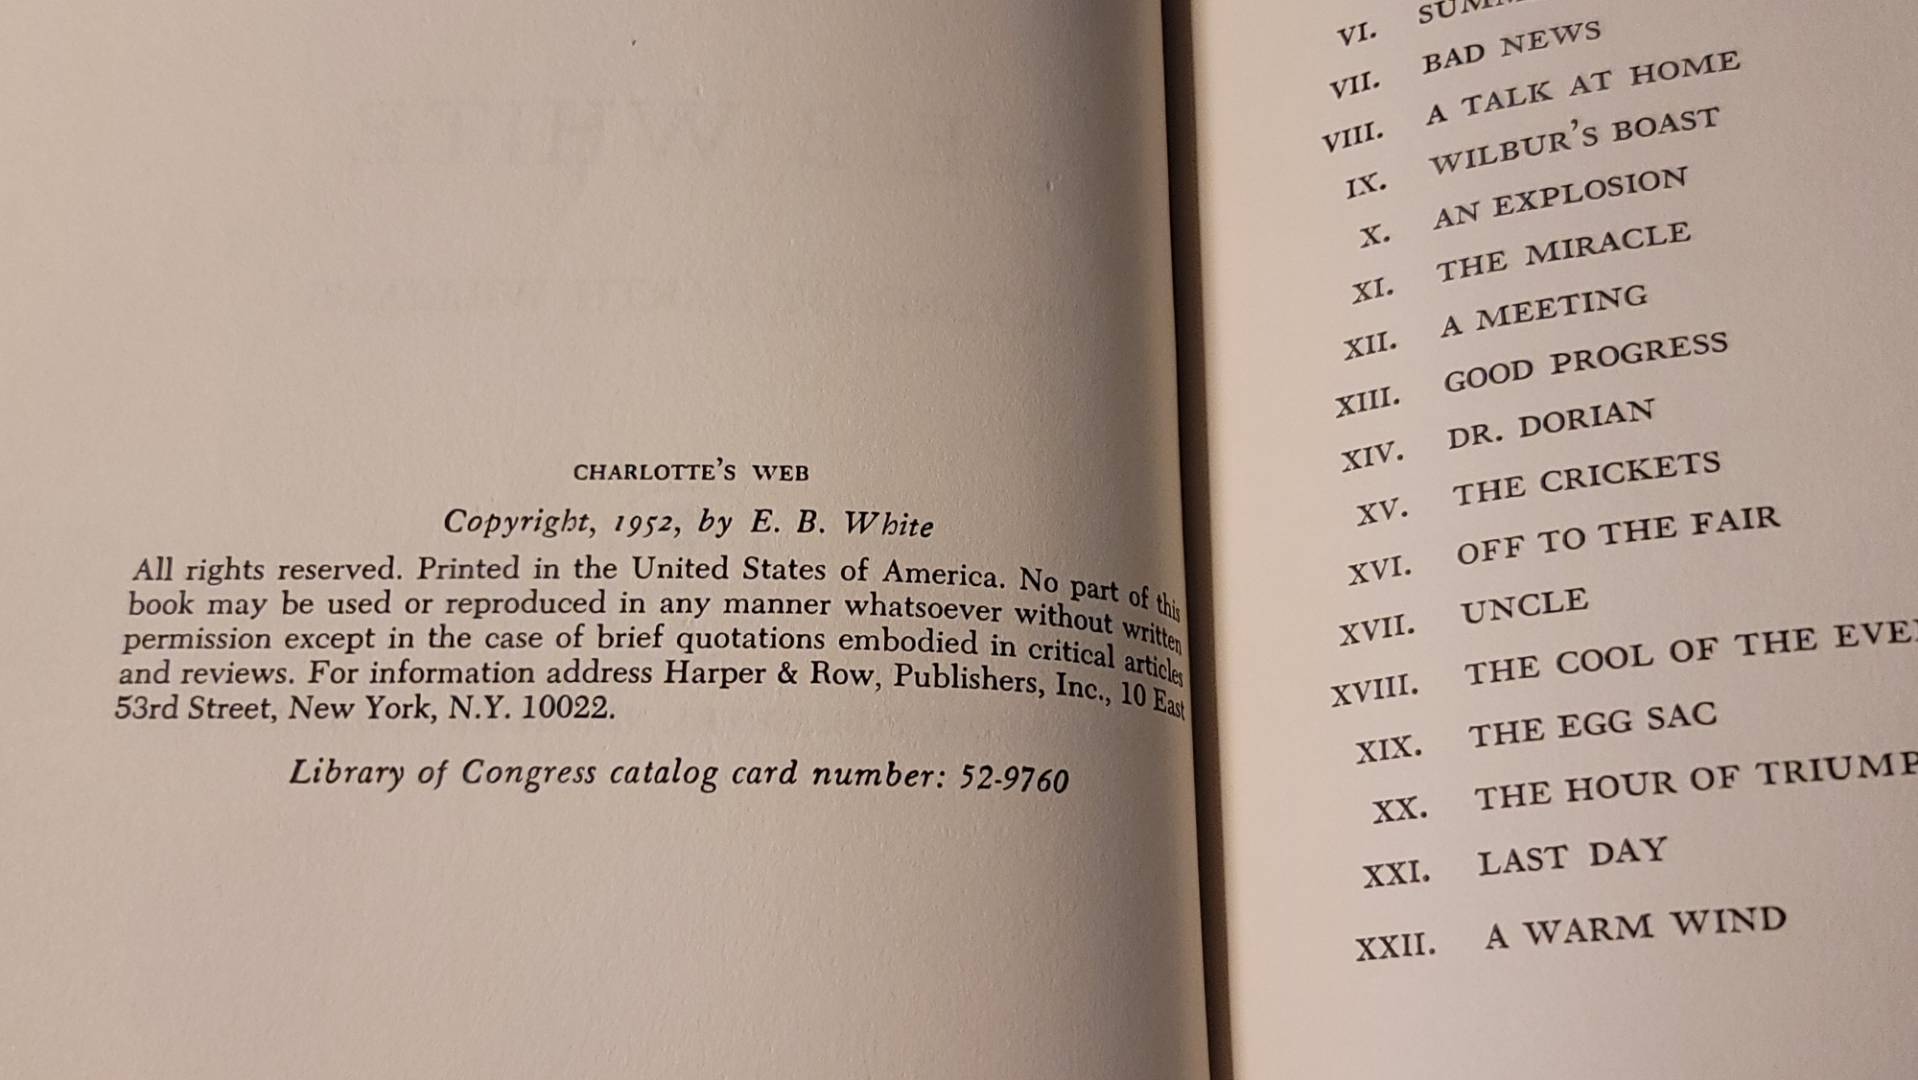 CHARLOTTE'S WEB
Copyright, 1952, by E. B. White
All rights reserved. Printed in the United States of America. No part of this
book may be used or reproduced in any manner whatsoever without written
permission except in the case of brief quotations embodied in critical articles
and reviews. For information address Harper & Row, Publishers, Inc., 10 East
53rd Street, New York, N.Y. 10022.
Library of Congress catalog card number: 52-9760
VI.
VII. BAD NEWS
VIII. A TALK AT HOME
IX. WILBUR'S BOAST
X. AN EXPLOSION
XI. THE MIRACLE
XII. A MEETING
XIII. GOOD PROGRESS
XIV. DR. DORIAN
XV. THE CRICKETS
XVI. OFF TO THE FAIR
XVII. UNCLE
XVIII. THE COOL OF THE
XIX. THE EGG SAC
XX. THE HOUR OF
XXI. LAST DAY
XXII. A WARM WIND